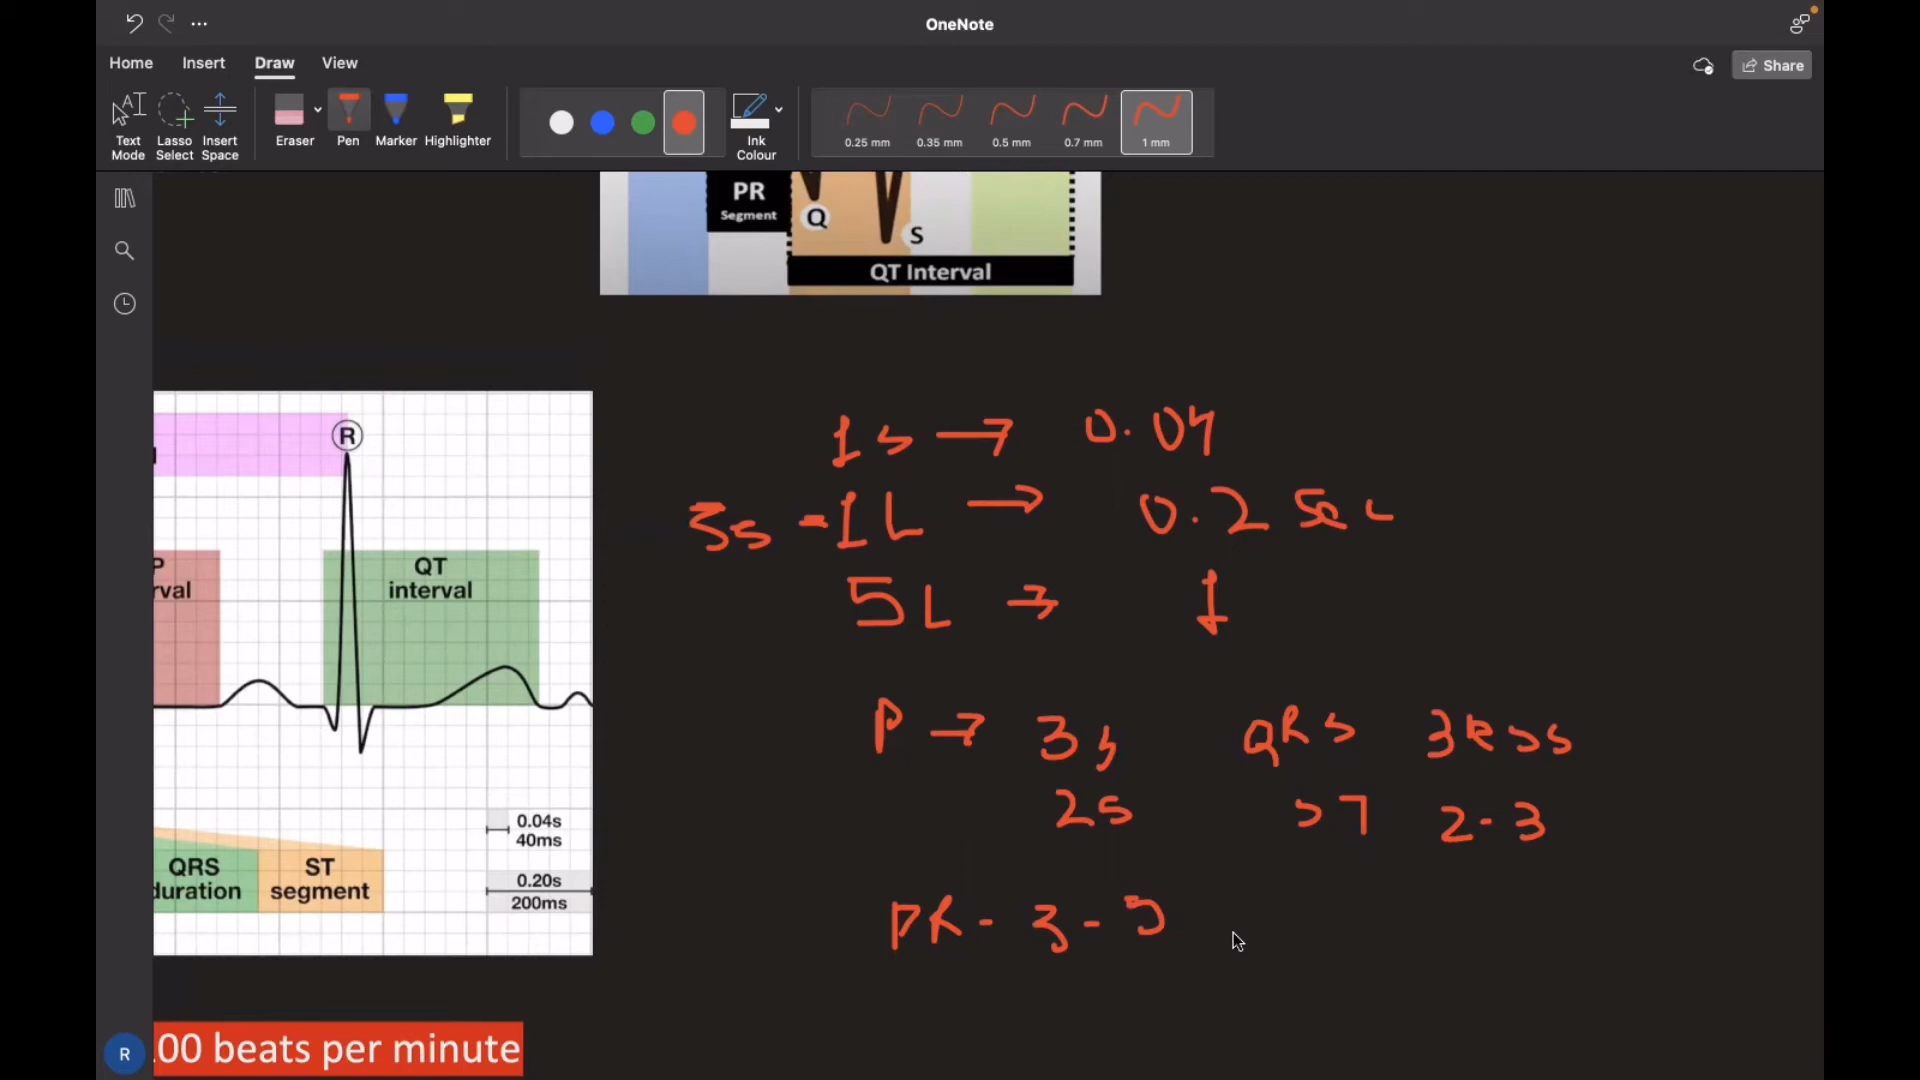 OneNote
Home Insert Draw View
Share
Text Mode
Lasso Select
Insert Space
Eraser
Pen
Marker
Highlighter
Ink Colour
0.25 mm
0.35 mm
0.5 mm
0.7 mm
1 mm
PR
Segment
Q
S
QT Interval
R
P
rval
QT
interval
0.04s
40ms
QRS
duration
ST
segment
0.20s
200ms
1s → 0.04
5s - 1L → 0.2 sec
5L → 1
P → 3s QRS 3
2s ST 2-3
PR - 3-5
R
00 beats per minute